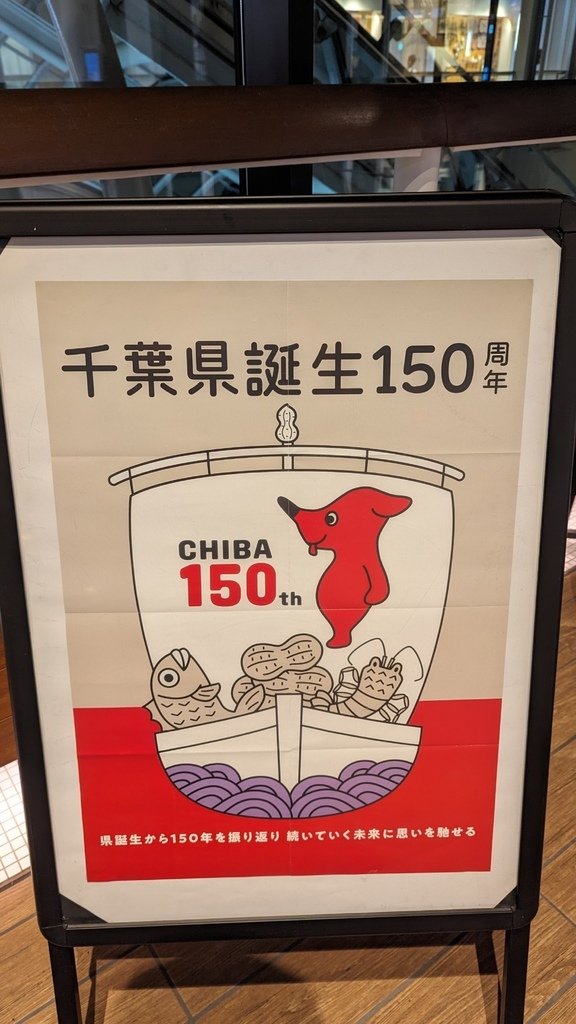 千葉県誕生150周年
CHIBA
150th
県誕生から150年を振り返り 続いていく未来に思いを馳せる